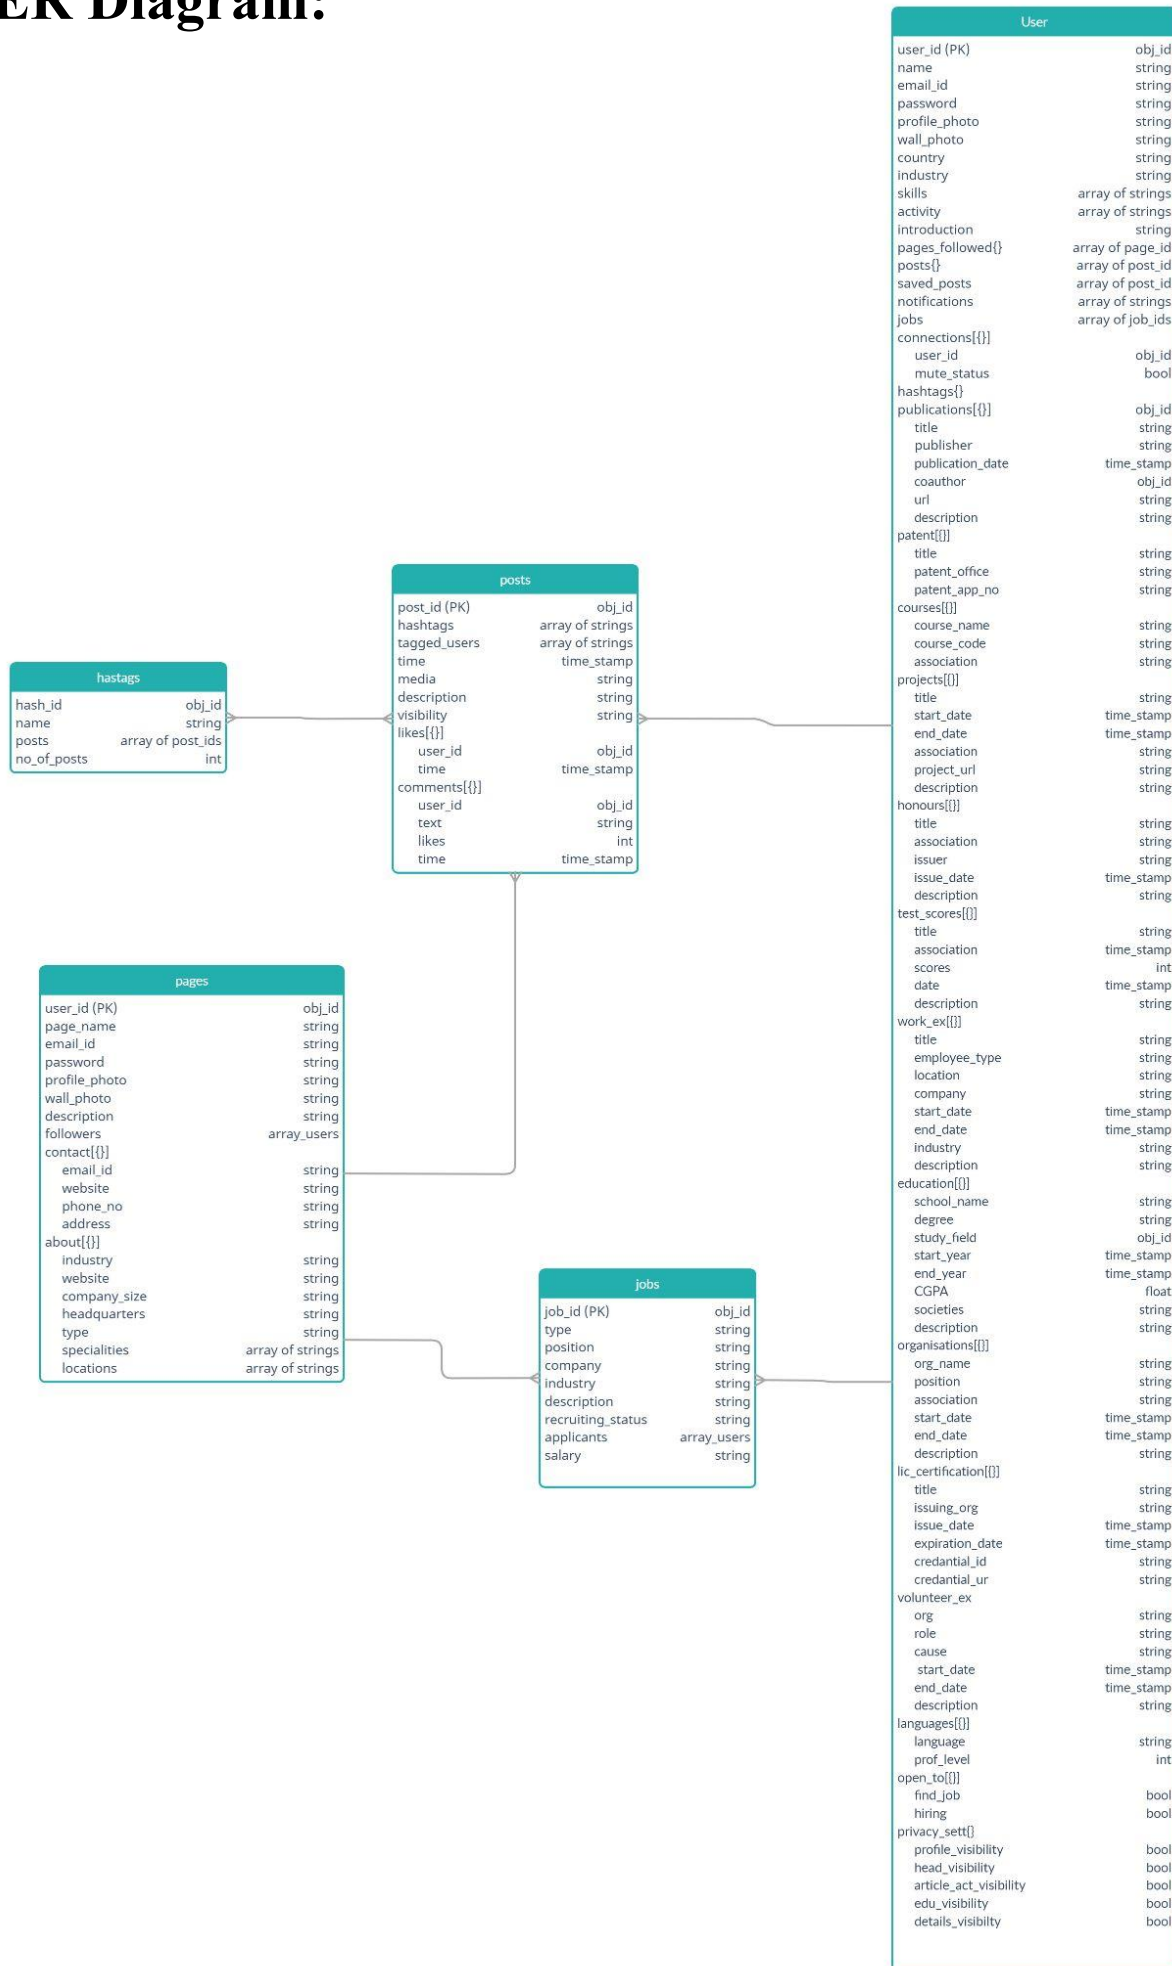 ER Diagram:
User
user_id (PK) obj_id
name string
email_id string
password string
profile_photo string
wall_photo string
country string
industry string
skills array of strings
activity array of strings
introduction string
pages_followed{} array of page_id
posts{} array of post_id
saved_posts array of post_id
notifications array of strings
jobs array of job_ids
connections[{}]
user_id obj_id
mute_status bool
hashtags{}
publications[{}] obj_id
title string
publisher string
publication_date time_stamp
coauthor obj_id
url string
description string
patent[{}]
title string
patent_office string
patent_app_no string
courses[{}]
course_name string
course_code string
association string
projects[{}]
title string
start_date time_stamp
end_date time_stamp
association string
project_url string
description string
honours[{}]
title string
association string
issuer string
issue_date time_stamp
description string
test_scores[{}]
title string
association time_stamp
scores int
date time_stamp
description string
work_ex[{}]
title string
employee_type string
location string
company string
start_date time_stamp
end_date time_stamp
industry string
description string
education[{}]
school_name string
degree string
study_field obj_id
start_year time_stamp
end_year time_stamp
CGPA float
societies string
description string
organisations[{}]
org_name string
position string
association string
start_date time_stamp
end_date time_stamp
description string
lic_certification[{}]
title string
issuing_org string
issue_date time_stamp
expiration_date time_stamp
credantial_id string
credantial_ur string
volunteer_ex
org string
role string
cause string
start_date time_stamp
end_date time_stamp
description string
languages[{}]
language string
prof_level int
open_to[{}]
find_job bool
hiring bool
privacy_sett{}
profile_visibility bool
head_visibility bool
article_act_visibility bool
edu_visibility bool
details_visibilty bool
posts
post_id (PK) obj_id
hashtags array of strings
tagged_users array of strings
time time_stamp
media string
description string
visibility string
likes[{}]
user_id obj_id
time time_stamp
comments[{}]
user_id obj_id
text string
likes int
time time_stamp
hastags
hash_id obj_id
name string
posts array of post_ids
no_of_posts int
pages
user_id (PK) obj_id
page_name string
email_id string
password string
profile_photo string
wall_photo string
description string
followers array_users
contact[{}]
email_id string
website string
phone_no string
address string
about[{}]
industry string
website string
company_size string
headquarters string
type string
specialities array of strings
locations array of strings
jobs
job_id (PK) obj_id
type string
position string
company string
industry string
description string
recruiting_status string
applicants array_users
salary string